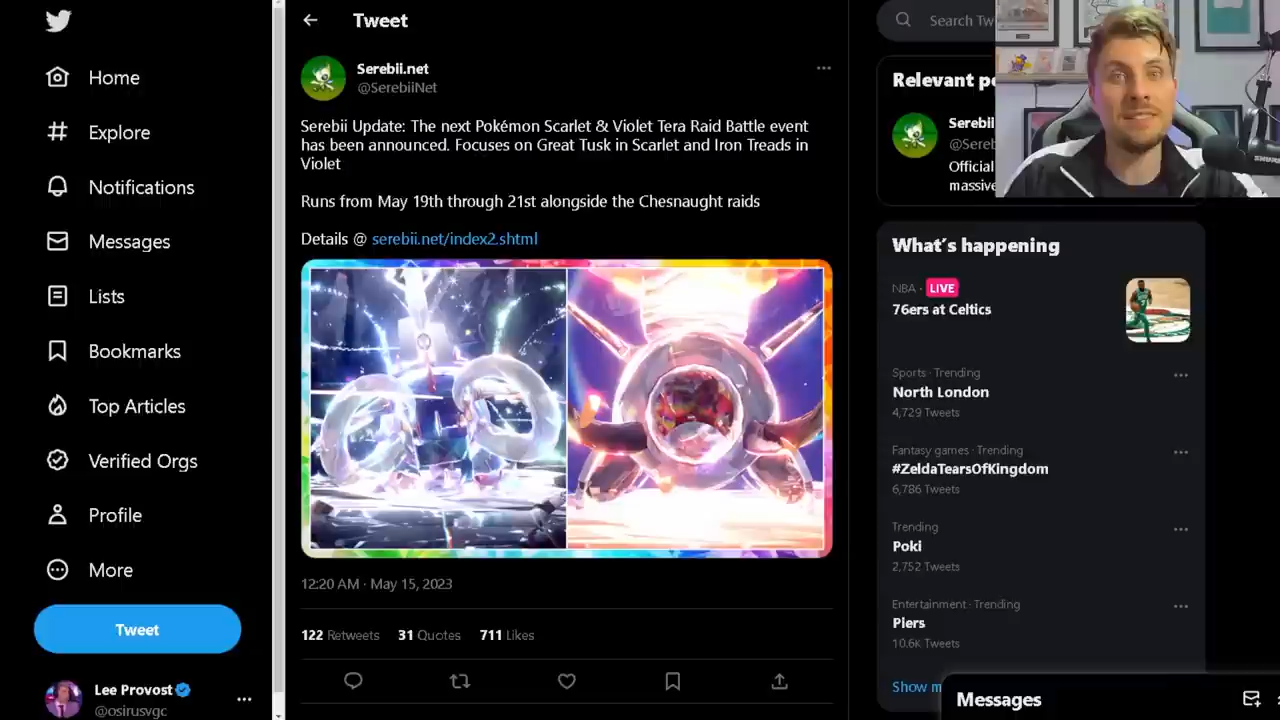 Tweet
Search Tw
Home
Explore
Notifications
Messages
Lists
Bookmarks
Top Articles
Verified Orgs
Profile
More
Tweet
Lee Provost
@osirusvgc
Serebii.net
@SerebiiNet
Serebii Update: The next Pokémon Scarlet & Violet Tera Raid Battle event
has been announced. Focuses on Great Tusk in Scarlet and Iron Treads in
Violet
Runs from May 19th through 21st alongside the Chesnaught raids
Details @ serebii.net/index2.shtml
12:20 AM · May 15, 2023
122 Retweets 31 Quotes 711 Likes
Relevant pe
Serebii
@Sereb
Official
massive
SHURE
What's happening
NBA · LIVE
76ers at Celtics
Sports · Trending
North London
4,729 Tweets
Fantasy games · Trending
#ZeldaTearsOfKingdom
6,786 Tweets
Trending
Poki
2,752 Tweets
Entertainment · Trending
Piers
10.6K Tweets
Show m
Messages